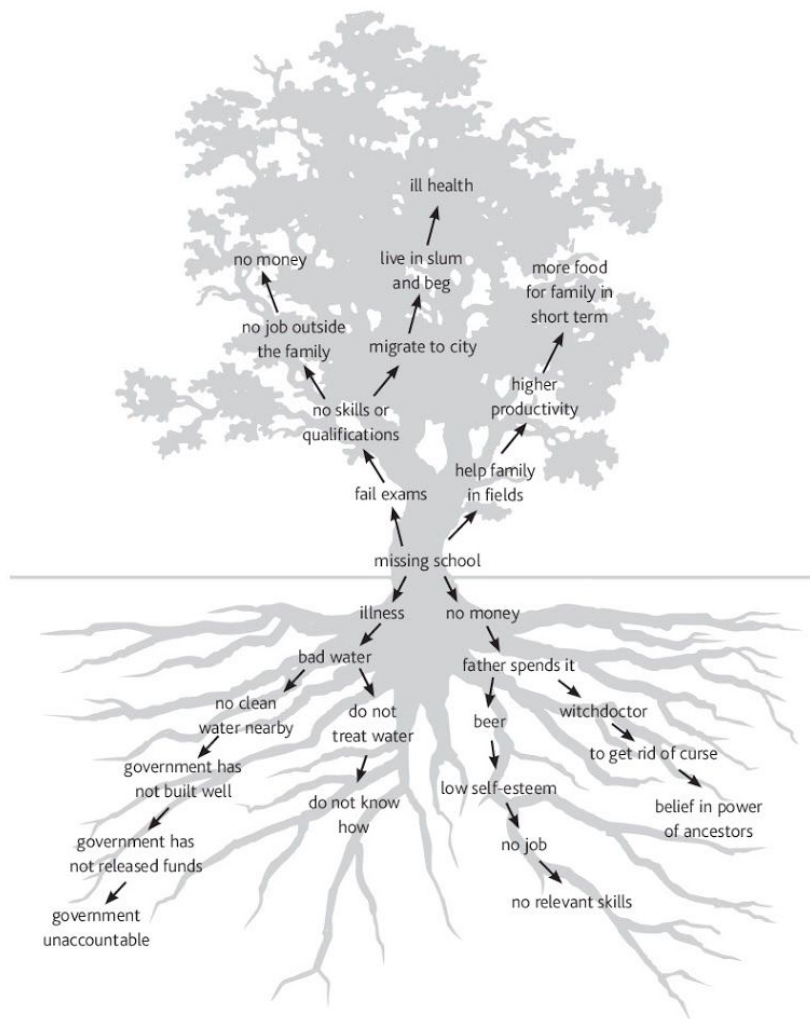 ill health
no money
live in slum
and beg
more food
for family in
short term
no job outside
the family
migrate to city
higher
productivity
no skills or
qualifications
help family
in fields
fail exams
missing school
illness
no money
bad water
father spends it
no clean
water nearby
do not
treat water
beer
witchdoctor
to get rid of curse
government has
not built well
do not know
how
low self-esteem
belief in power
of ancestors
government has
not released funds
no job
no relevant skills
government
unaccountable